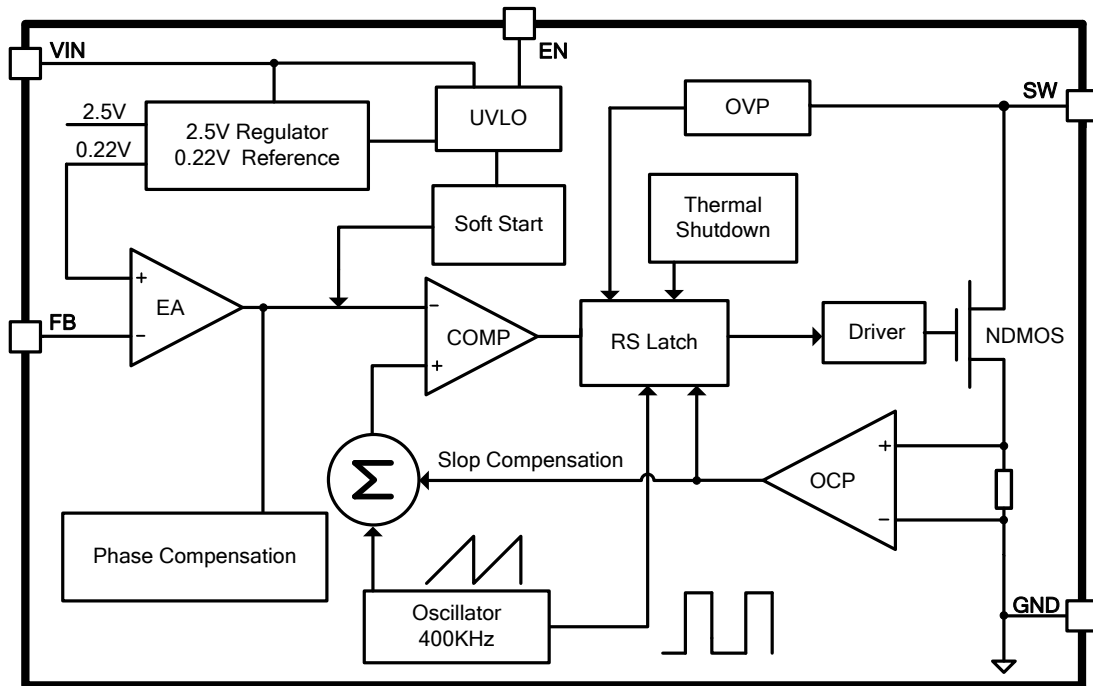 VIN
EN
SW
2.5V
0.22V
2.5V Regulator
0.22V Reference
UVLO
OVP
Soft Start
Thermal
Shutdown
+
EA
−
FB
−
COMP
+
RS Latch
Driver
NDMOS
Slop Compensation
Σ
+
OCP
−
Phase Compensation
Oscillator
400KHz
GND